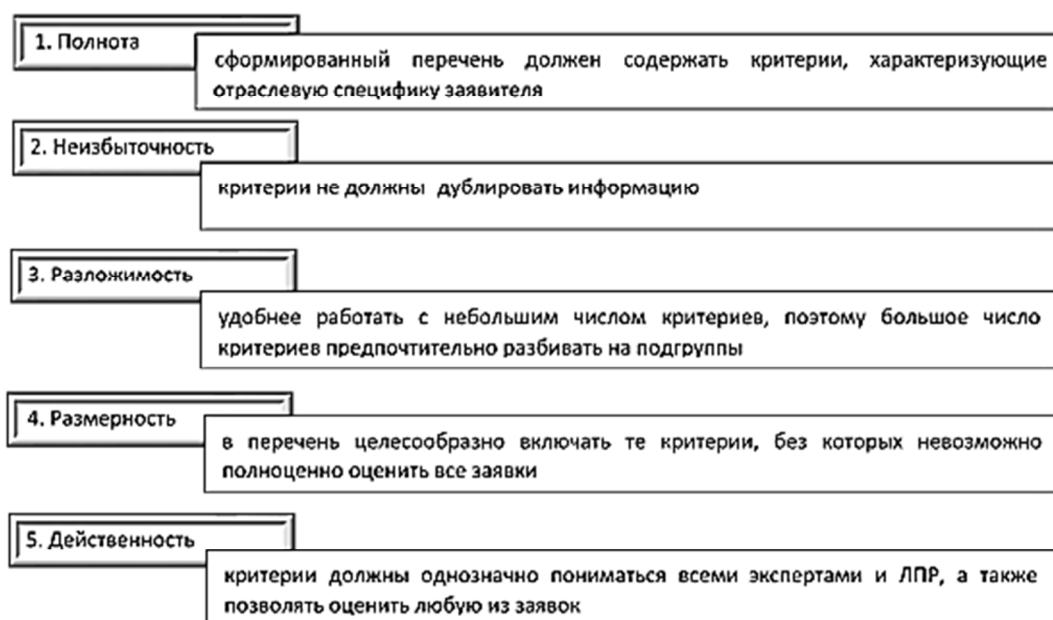 1. Полнота
сформированный перечень должен содержать критерии, характеризующие
отраслевую специфику заявителя
2. Неизбыточность
критерии не должны дублировать информацию
3. Разложимость
удобнее работать с небольшим числом критериев, поэтому большое число
критериев предпочтительно разбивать на подгруппы
4. Размерность
в перечень целесообразно включать те критерии, без которых невозможно
полноценно оценить все заявки
5. Действенность
критерии должны однозначно пониматься всеми экспертами и ЛПР, а также
позволять оценить любую из заявок